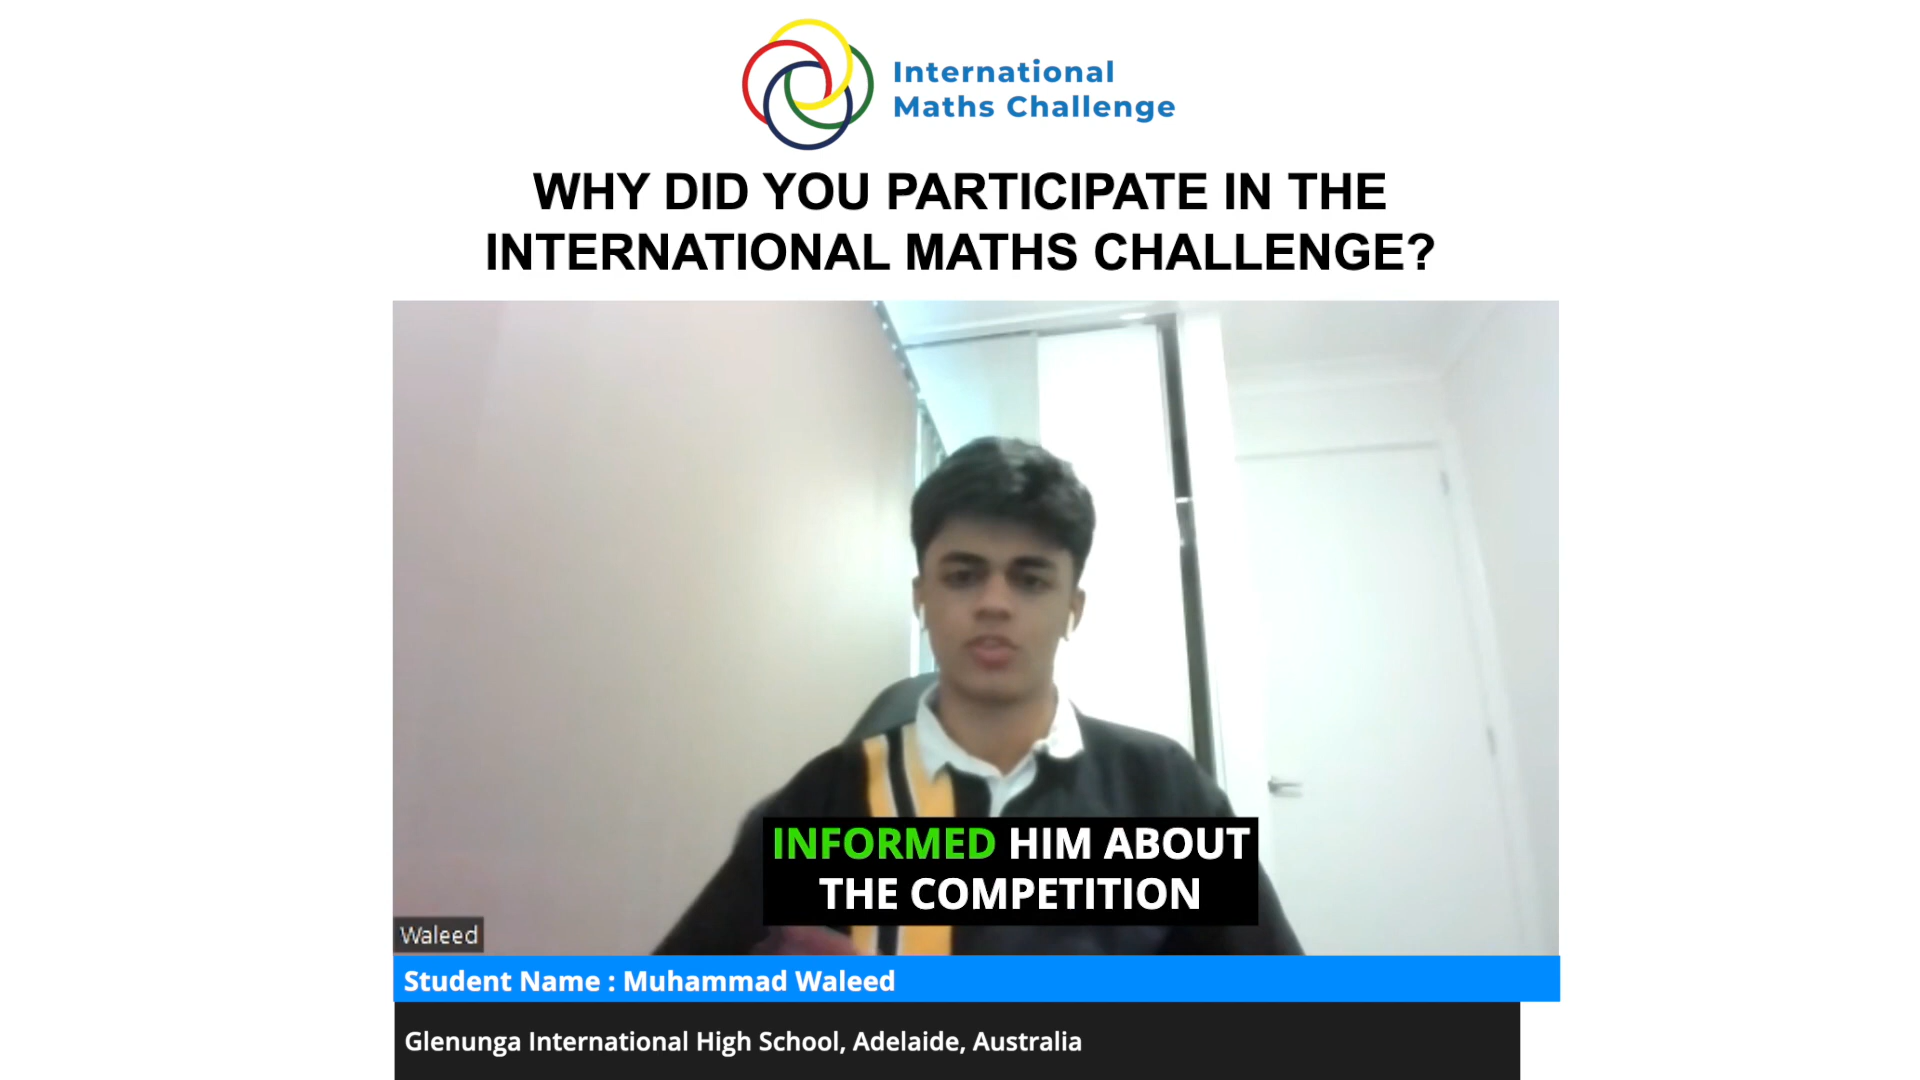 International
Maths Challenge
WHY DID YOU PARTICIPATE IN THE
INTERNATIONAL MATHS CHALLENGE?
INFORMED HIM ABOUT
THE COMPETITION
Waleed
Student Name : Muhammad Waleed
Glenunga International High School, Adelaide, Australia